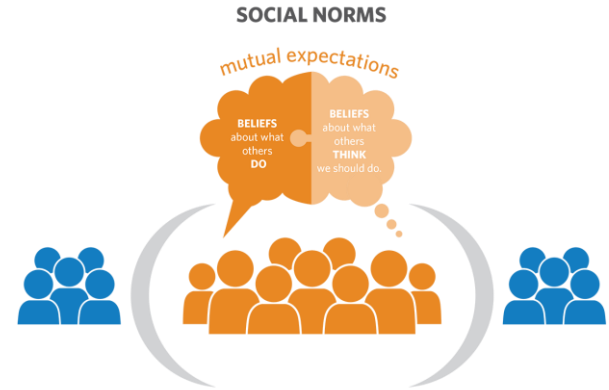 SOCIAL NORMS
mutual expectations
BELIEFS
about what
others
DO
BELIEFS
about what
others
THINK
we should do.